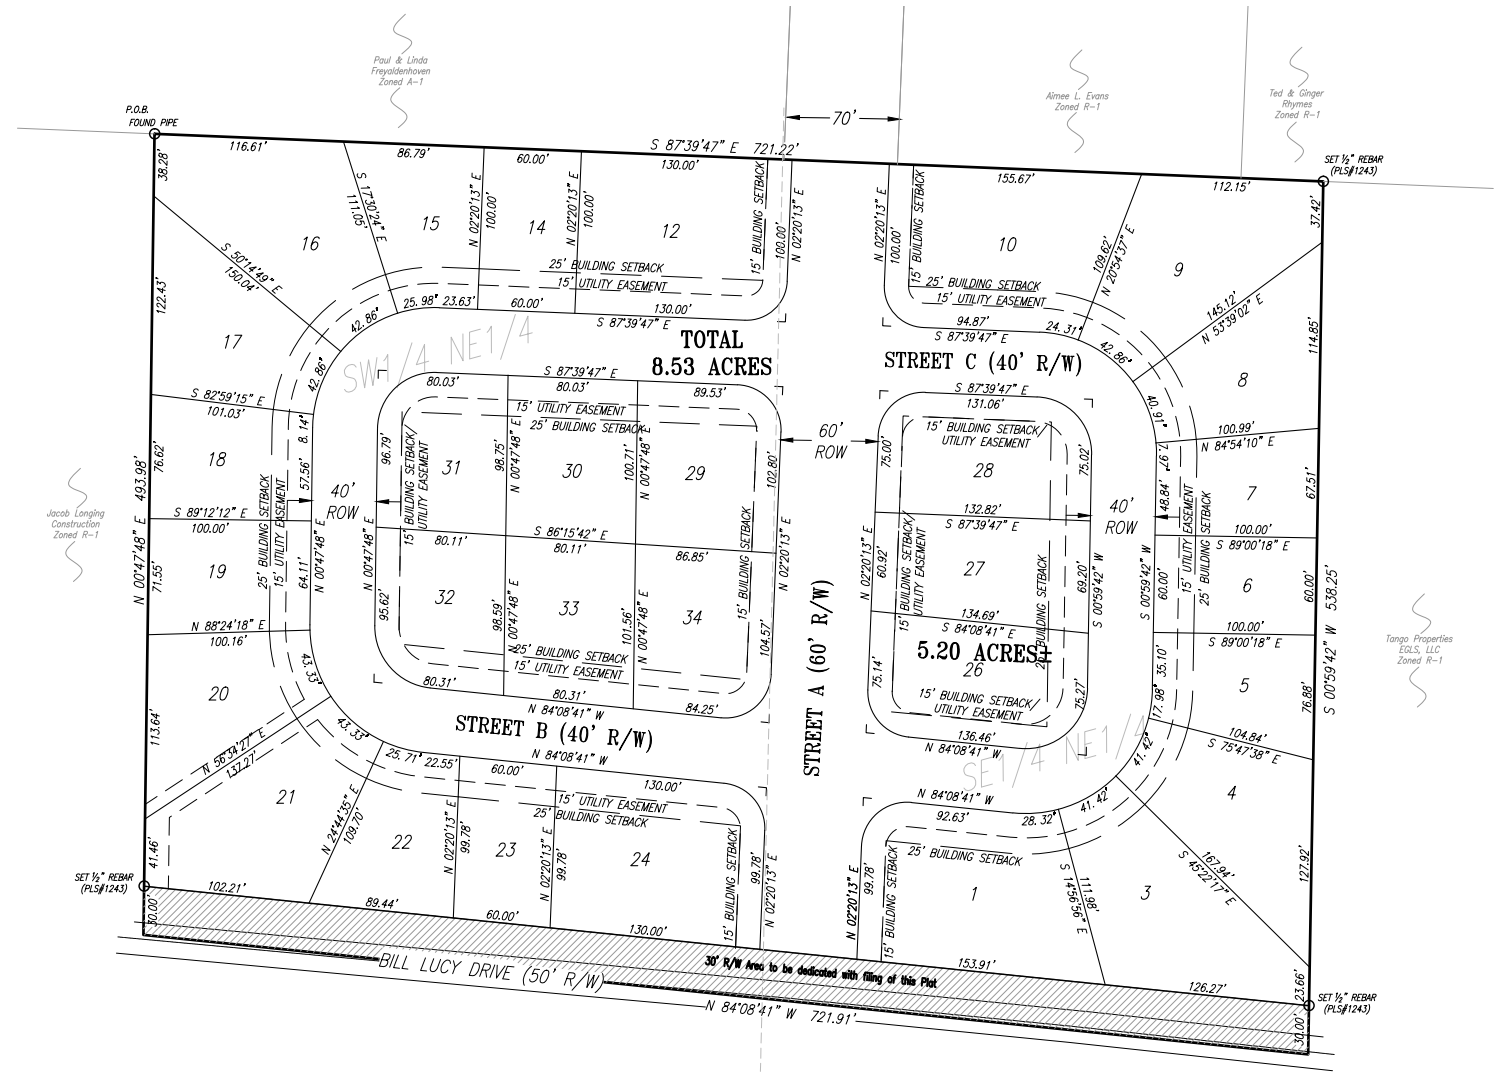 Paul & Linda
Freyaldenhoven
Zoned A-1
Aimee L. Evans
Zoned R-1
Ted & Ginger
Rhymes
Zoned R-1
P.O.B.
FOUND PIPE
70'
S 87°39'47" E 721.22'
SET ½" REBAR
(PLS#1243)
116.61'
86.79'
60.00'
130.00'
155.67'
112.15'
38.28'
S 17°30'24" E
111.05'
N 02°20'13" E
100.00'
N 02°20'13" E
100.00'
15' BUILDING SETBACK
100.00'
N 02°20'13" E
N 02°20'13" E
100.00'
15' BUILDING SETBACK
37.42'
16
15
14
12
10
9
109.62'
N 20°54'37" E
S 50°14'49" E
150.04'
25' BUILDING SETBACK
15' UTILITY EASEMENT
25' BUILDING SETBACK
15' UTILITY EASEMENT
145.12'
N 53°39'02" E
122.43'
42.86'
25.98'
23.63'
60.00'
130.00'
S 87°39'47" E
94.87'
S 87°39'47" E
24.31'
42.86'
114.85'
17
SW1/4 NE1/4
TOTAL
8.53 ACRES
STREET C (40' R/W)
8
42.86'
S 87°39'47" E
80.03'
80.03'
89.53'
S 87°39'47" E
131.06'
40.91'
S 82°59'15" E
101.03'
15' UTILITY EASEMENT
25' BUILDING SETBACK
15' BUILDING SETBACK/
UTILITY EASEMENT
100.99'
N 84°54'10" E
8.14'
60'
ROW
7.97'
76.62'
18
57.56'
96.79'
15' BUILDING SETBACK/
UTILITY EASEMENT
31
98.75'
N 00°47'48" E
30
100.71'
N 00°47'48" E
29
102.80'
75.00'
28
75.02'
48.84'
7
67.51'
N 00°47'48" E 493.98'
Jacob Longing
Construction
Zoned R-1
25' BUILDING SETBACK
15' UTILITY EASEMENT
40'
ROW
40'
ROW
15' UTILITY EASEMENT
25' BUILDING SETBACK
S 89°12'12" E
100.00'
132.82'
S 87°39'47" E
100.00'
S 89°00'18" E
S 86°15'42" E
80.11'
80.11'
86.85'
71.55'
19
64.11'
N 00°47'48" E
N 00°47'48" E
15' BUILDING SETBACK
N 02°20'13" E
N 02°20'13" E
60.92'
15' BUILDING SETBACK/
UTILITY EASEMENT
27
69.20'
S 00°59'42" W
S 00°59'42" W
60.00'
6
60.00'
95.62'
32
98.59'
N 00°47'48" E
33
101.56'
N 00°47'48" E
34
104.57'
134.69'
S 84°08'41" E
BUILDING SETBACK
100.00'
S 89°00'18" E
S 00°59'42" W 538.25'
Tango Properties
EGLS, LLC
Zoned R-1
N 88°24'18" E
100.16'
STREET A (60' R/W)
5.20 ACRES±
43.33'
25' BUILDING SETBACK
15' UTILITY EASEMENT
75.14'
26
75.27'
35.10'
5
76.88'
20
80.31'
80.31'
84.25'
N 84°08'41" W
15' BUILDING SETBACK/
UTILITY EASEMENT
17.98'
113.64'
43.33'
STREET B (40' R/W)
136.46'
N 84°08'41" W
SE1/4 NE1/4
41.42'
104.84'
S 75°47'38" E
N 56°34'27" E
137.27'
25.71'
22.55'
60.00'
N 84°08'41" W
130.00'
N 84°08'41" W
92.63'
28.32'
41.42'
4
21
15' UTILITY EASEMENT
25' BUILDING SETBACK
N 24°44'35" E
109.70'
22
N 02°20'13" E
99.78'
23
N 02°20'13" E
99.78'
24
15' BUILDING SETBACK
99.78'
N 02°20'13" E
N 02°20'13" E
99.78'
15' BUILDING SETBACK
25' BUILDING SETBACK
1
S 14°56'56" E
111.98'
3
167.94'
S 45°22'17" E
127.92'
41.46'
SET ½" REBAR
(PLS#1243)
102.21'
89.44'
60.00'
130.00'
153.91'
126.27'
23.66'
30.00'
30' R/W Area to be dedicated with filing of this Plat
SET ½" REBAR
(PLS#1243)
BILL LUCY DRIVE (50' R/W)
N 84°08'41" W 721.91'
30.00'